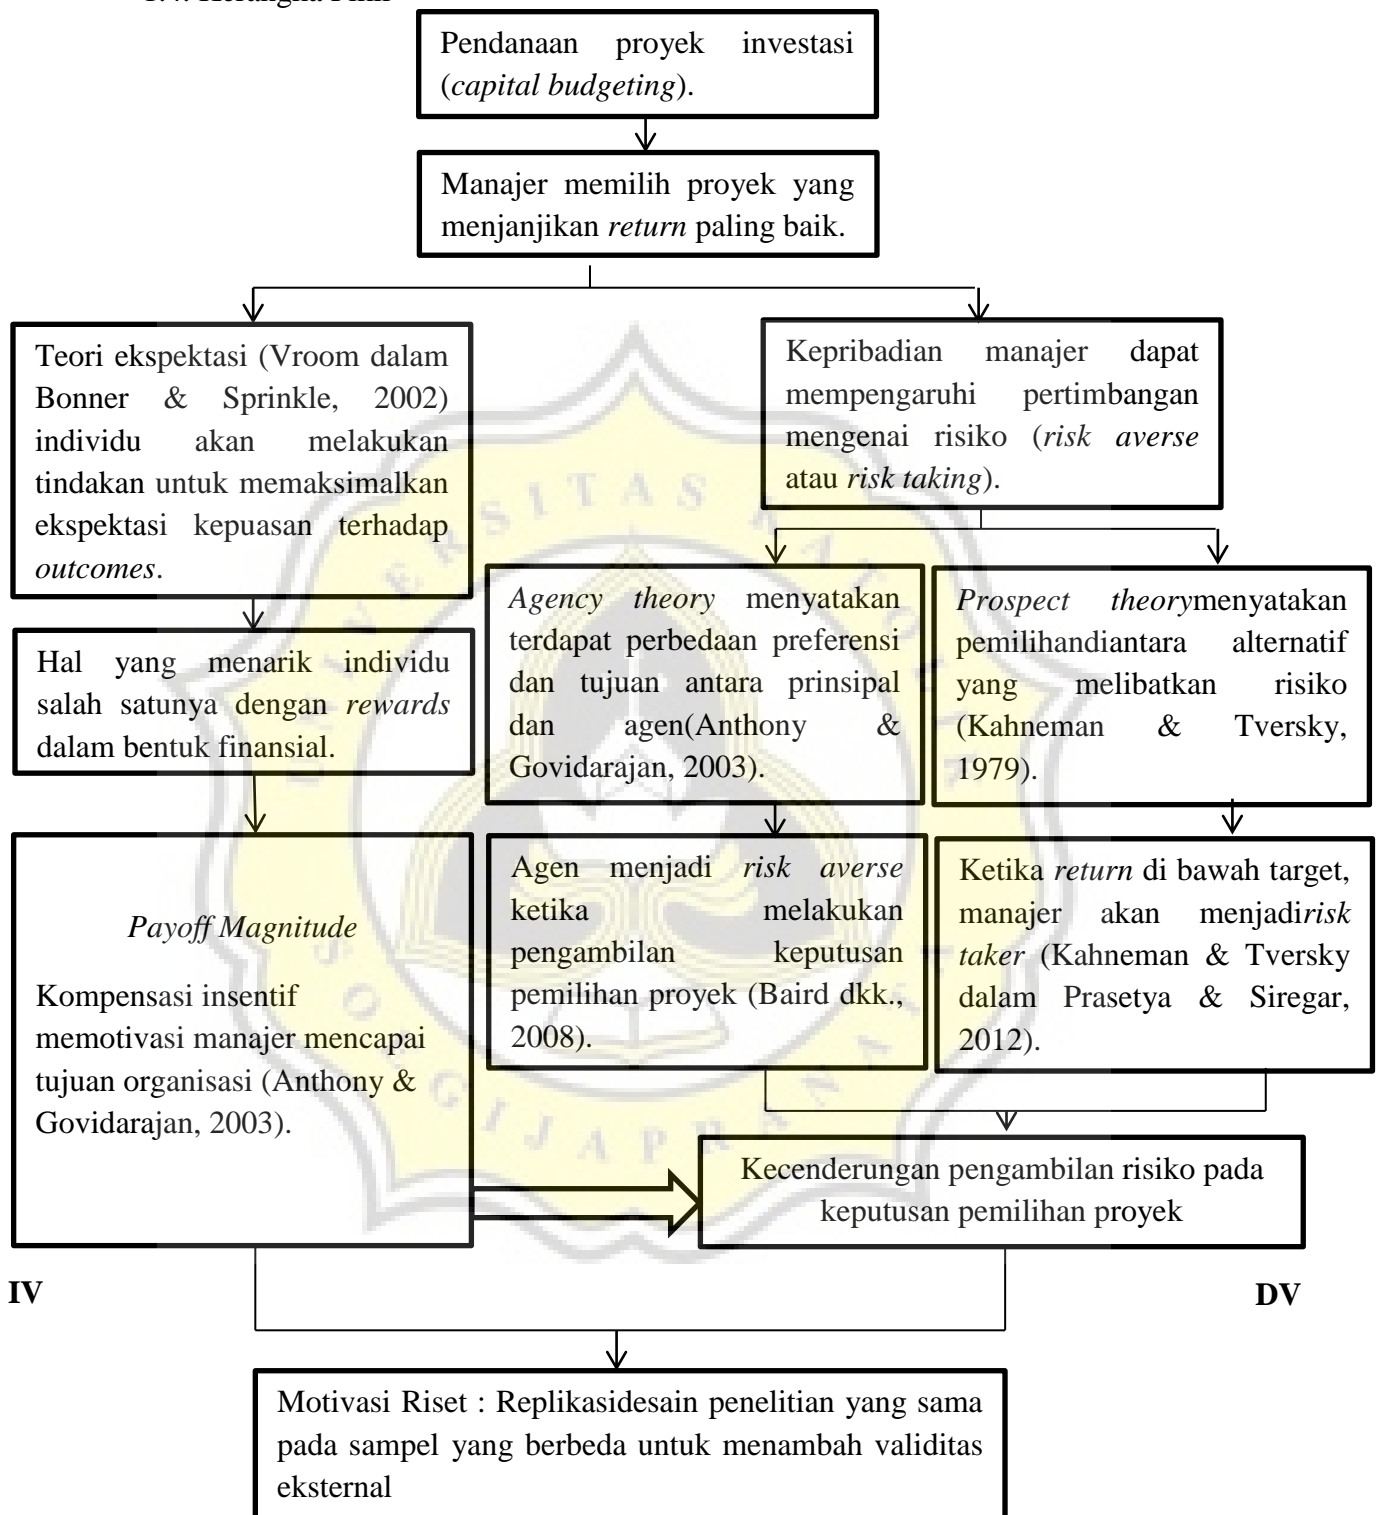 Pendanaan proyek investasi
(capital budgeting).
Manajer memilih proyek yang
menjanjikan return paling baik.
Teori ekspektasi (Vroom dalam
Bonner & Sprinkle, 2002)
individu akan melakukan
tindakan untuk memaksimalkan
ekspektasi kepuasan terhadap
outcomes.
Kepribadian manajer dapat
mempengaruhi pertimbangan
mengenai risiko (risk averse
atau risk taking).
Hal yang menarik individu
salah satunya dengan rewards
dalam bentuk finansial.
Agency theory menyatakan
terdapat perbedaan preferensi
dan tujuan antara prinsipal
dan agen(Anthony &
Govidarajan, 2003).
Prospect theorymenyatakan
pemilihandiantara alternatif
yang melibatkan risiko
(Kahneman & Tversky,
1979).
Payoff Magnitude
Kompensasi insentif
memotivasi manajer mencapai
tujuan organisasi (Anthony &
Govidarajan, 2003).
Agen menjadi risk averse
ketika melakukan
pengambilan keputusan
pemilihan proyek (Baird dkk.,
2008).
Ketika return di bawah target,
manajer akan menjadirisk
taker (Kahneman & Tversky
dalam Prasetya & Siregar,
2012).
Kecenderungan pengambilan risiko pada
keputusan pemilihan proyek
IV
DV
Motivasi Riset : Replikasidesain penelitian yang sama
pada sampel yang berbeda untuk menambah validitas
eksternal
UNIVERSITAS KATOLIK
SOEGIJAPRANATA